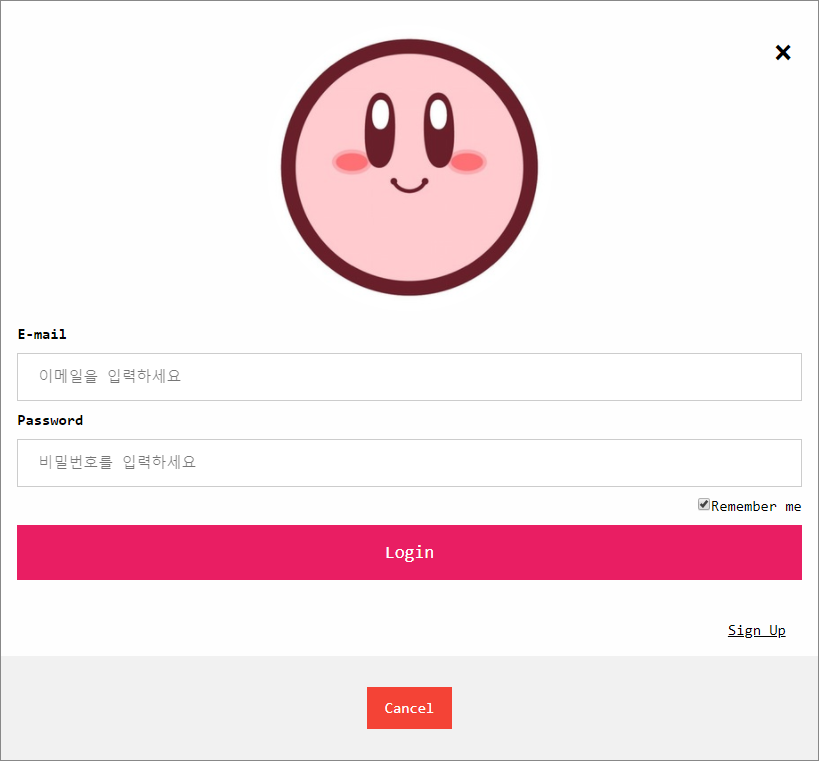 ×
E-mail
이메일을 입력하세요
Password
비밀번호를 입력하세요
Remember me
Login
Sign Up
Cancel